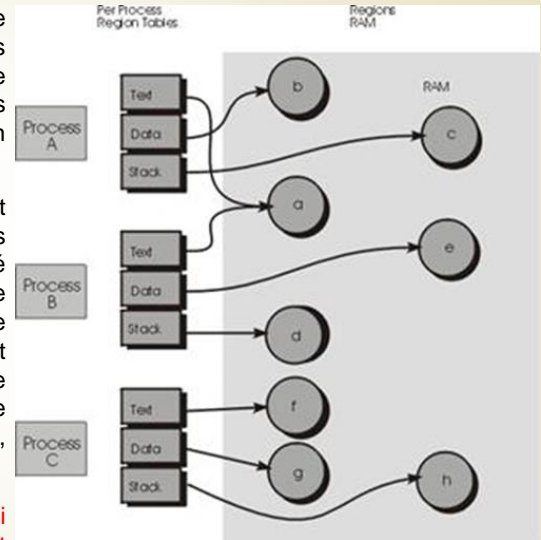 Per Process
Region Tables
Regions
RAM
RAM
Process
A
Text
Data
Stack
Process
B
Text
Data
Stack
Process
C
Text
Data
Stack
b
c
a
e
d
f
g
h